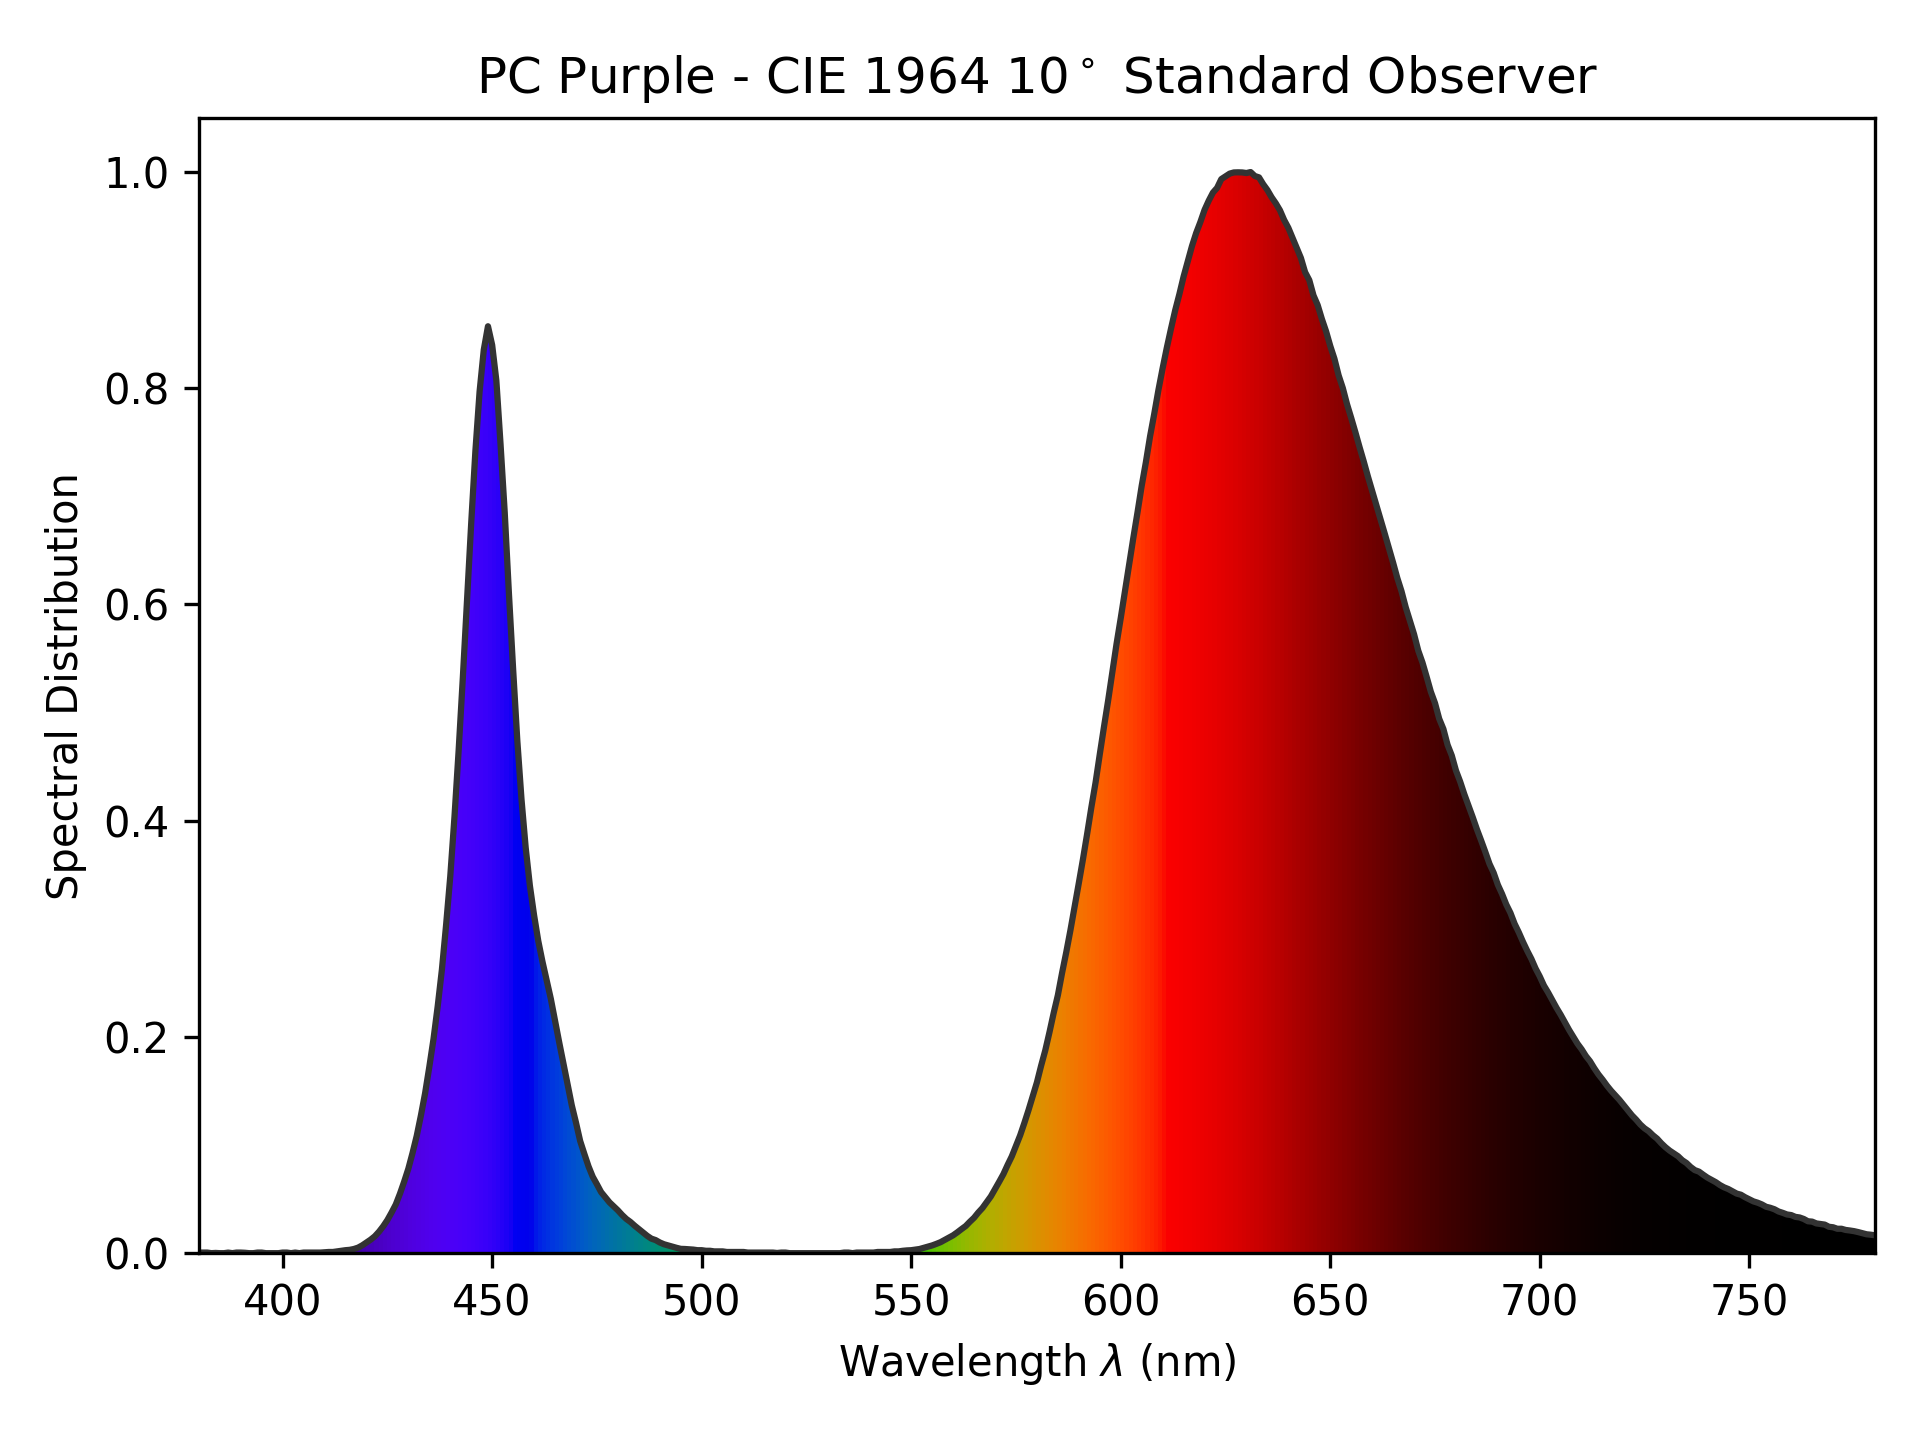 PC Purple - CIE 1964 10° Standard Observer
1.0
0.8
0.6
0.4
0.2
0.0
Spectral Distribution
400 450 500 550 600 650 700 750
Wavelength λ (nm)